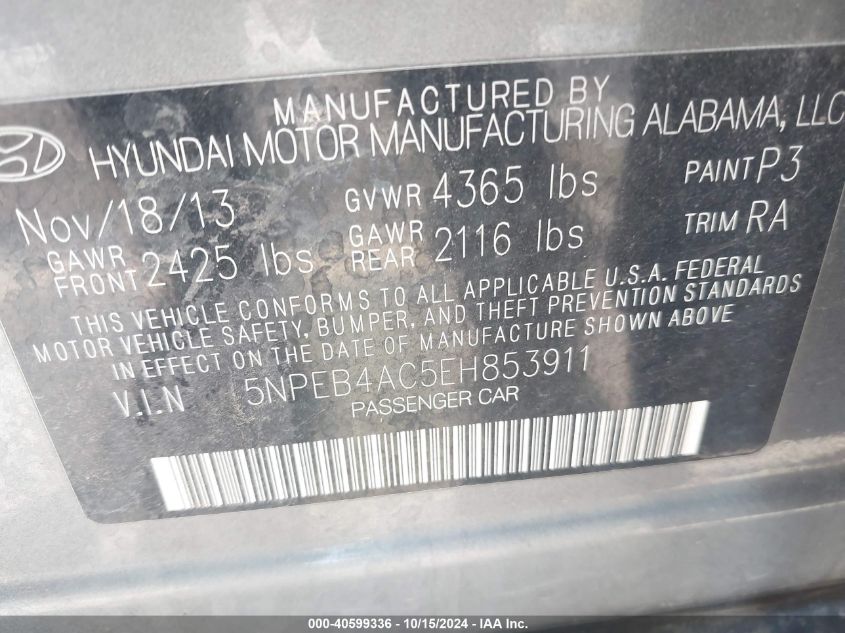 MANUFACTURED BY
HYUNDAI MOTOR MANUFACTURING ALABAMA, LLC
Nov/18/13 GVWR 4365 lbs PAINT P3
GAWR FRONT 2425 lbs GAWR REAR 2116 lbs TRIM RA
THIS VEHICLE CONFORMS TO ALL APPLICABLE U.S.A. FEDERAL
MOTOR VEHICLE SAFETY, BUMPER, AND THEFT PREVENTION STANDARDS
IN EFFECT ON THE DATE OF MANUFACTURE SHOWN ABOVE
V.I.N 5NPEB4AC5EH853911
PASSENGER CAR
000-40599336 - 10/15/2024 - IAA Inc.